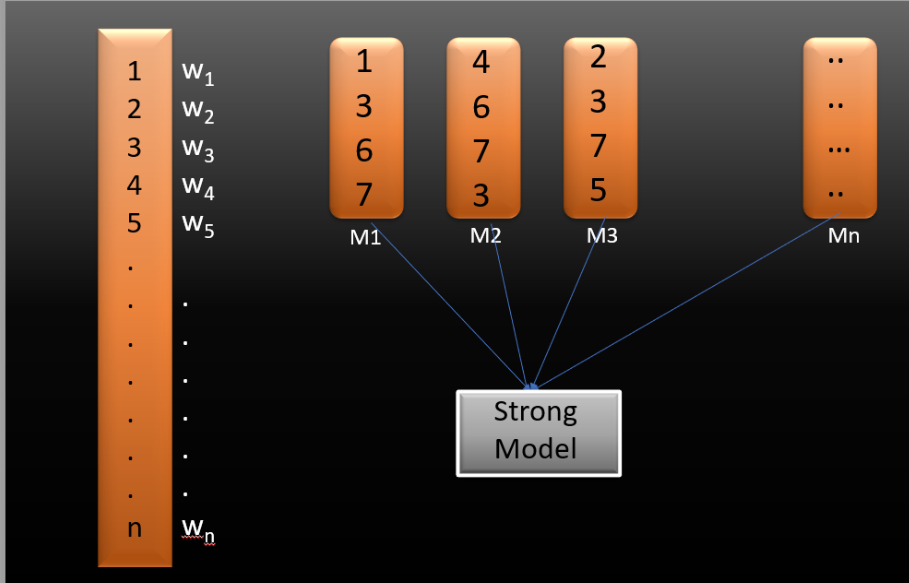 1 w1
2 w2
3 w3
4 w4
5 w5
.
. .
. .
. .
. .
. .
. .
n wn
1
3
6
7
M1
4
6
7
3
M2
2
3
7
5
M3
..
..
...
..
Mn
Strong
Model